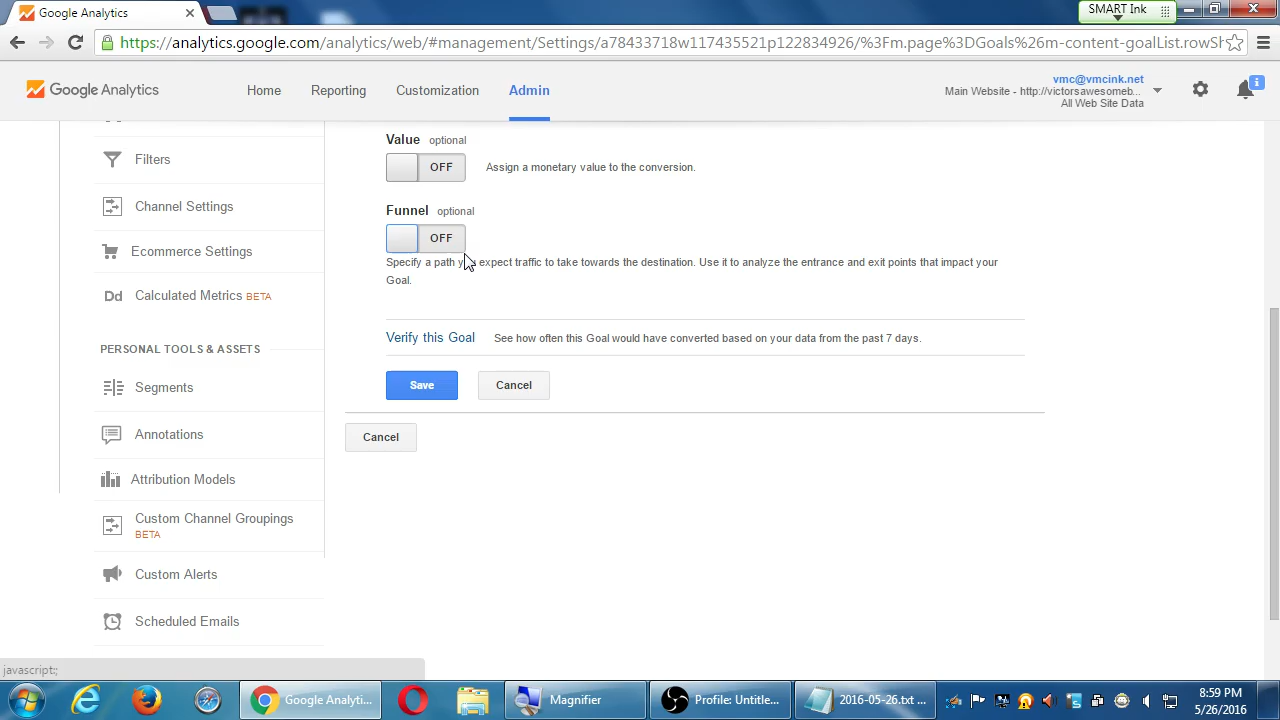 Google Analytics
SMART Ink
https://analytics.google.com/analytics/web/#management/Settings/a78433718w117435521p122834926/%3Fm.page%3DGoals%26m-content-goalList.rowSh
Google Analytics
Home
Reporting
Customization
Admin
vmc@vmcink.net
Main Website - http://victorsawesomeb...
All Web Site Data
Filters
Channel Settings
Ecommerce Settings
Dd Calculated Metrics BETA
PERSONAL TOOLS & ASSETS
Segments
Annotations
Attribution Models
Custom Channel Groupings
BETA
Custom Alerts
Scheduled Emails
Value optional
OFF Assign a monetary value to the conversion.
Funnel optional
OFF
Specify a path you expect traffic to take towards the destination. Use it to analyze the entrance and exit points that impact your
Goal.
Verify this Goal See how often this Goal would have converted based on your data from the past 7 days.
Save Cancel
Cancel
javascript:;
Google Analyti...
Magnifier
Profile: Untitle...
2016-05-26.txt ...
8:59 PM
5/26/2016